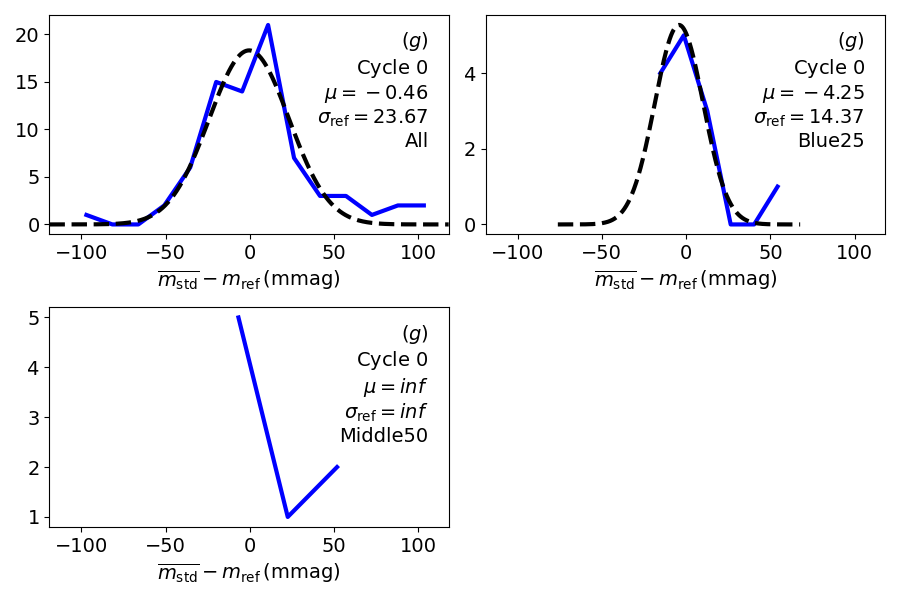 20
15
10
5
0
(g)
Cycle 0
μ = −0.46
σref = 23.67
All
−100 −50 0 50 100
m̅std − mref (mmag)
4
2
0
(g)
Cycle 0
μ = −4.25
σref = 14.37
Blue25
−100 −50 0 50 100
m̅std − mref (mmag)
5
4
3
2
1
(g)
Cycle 0
μ = inf
σref = inf
Middle50
−100 −50 0 50 100
m̅std − mref (mmag)